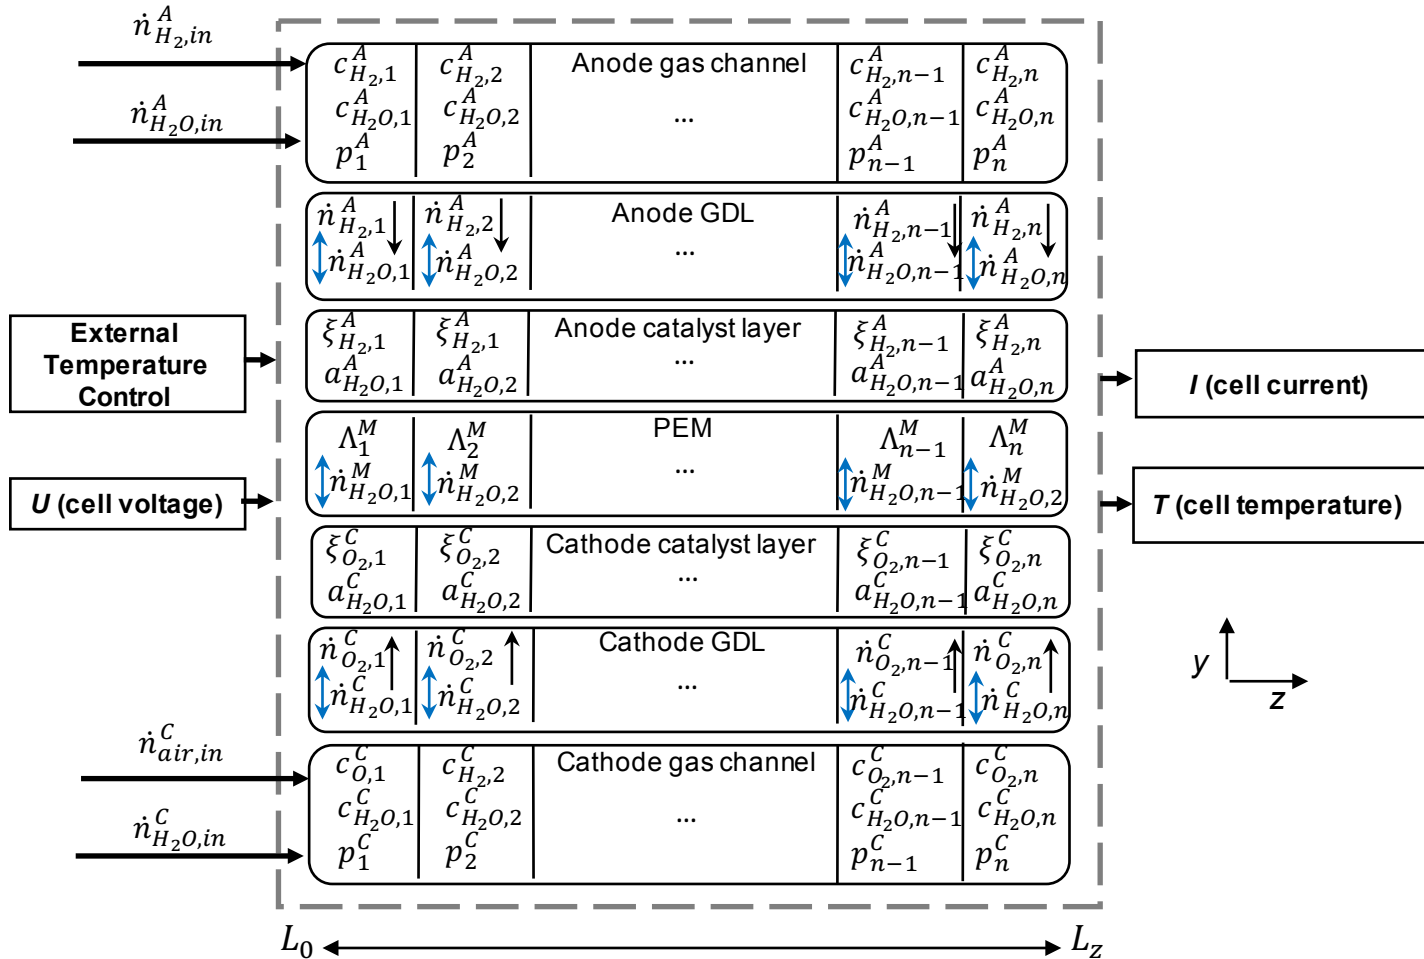 ṅ^A_{H₂,in}
ṅ^A_{H₂O,in}
c^A_{H₂,1} c^A_{H₂,2} Anode gas channel c^A_{H₂,n−1} c^A_{H₂,n}
c^A_{H₂O,1} c^A_{H₂O,2} ... c^A_{H₂O,n−1} c^A_{H₂O,n}
p^A_1 p^A_2 p^A_{n−1} p^A_n
ṅ^A_{H₂,1} ṅ^A_{H₂,2} Anode GDL ṅ^A_{H₂,n−1} ṅ^A_{H₂,n}
ṅ^A_{H₂O,1} ṅ^A_{H₂O,2} ... ṅ^A_{H₂O,n−1} ṅ^A_{H₂O,n}
External
Temperature
Control
ξ^A_{H₂,1} ξ^A_{H₂,1} Anode catalyst layer ξ^A_{H₂,n−1} ξ^A_{H₂,n}
a^A_{H₂O,1} a^A_{H₂O,2} ... a^A_{H₂O,n−1} a^A_{H₂O,n}
I (cell current)
Λ^M_1 Λ^M_2 PEM Λ^M_{n−1} Λ^M_n
ṅ^M_{H₂O,1} ṅ^M_{H₂O,2} ... ṅ^M_{H₂O,n−1} ṅ^M_{H₂O,2}
U (cell voltage)
T (cell temperature)
ξ^C_{O₂,1} ξ^C_{O₂,2} Cathode catalyst layer ξ^C_{O₂,n−1} ξ^C_{O₂,n}
a^C_{H₂O,1} a^C_{H₂O,2} ... a^C_{H₂O,n−1} a^C_{H₂O,n}
ṅ^C_{O₂,1} ṅ^C_{O₂,2} Cathode GDL ṅ^C_{O₂,n−1} ṅ^C_{O₂,n}
ṅ^C_{H₂O,1} ṅ^C_{H₂O,2} ... ṅ^C_{H₂O,n−1} ṅ^C_{H₂O,n}
y
z
ṅ^C_{air,in}
ṅ^C_{H₂O,in}
c^C_{O,1} c^C_{H₂,2} Cathode gas channel c^C_{O₂,n−1} c^C_{O₂,n}
c^C_{H₂O,1} c^C_{H₂O,2} ... c^C_{H₂O,n−1} c^C_{H₂O,n}
p^C_1 p^C_2 p^C_{n−1} p^C_n
L₀ L_z